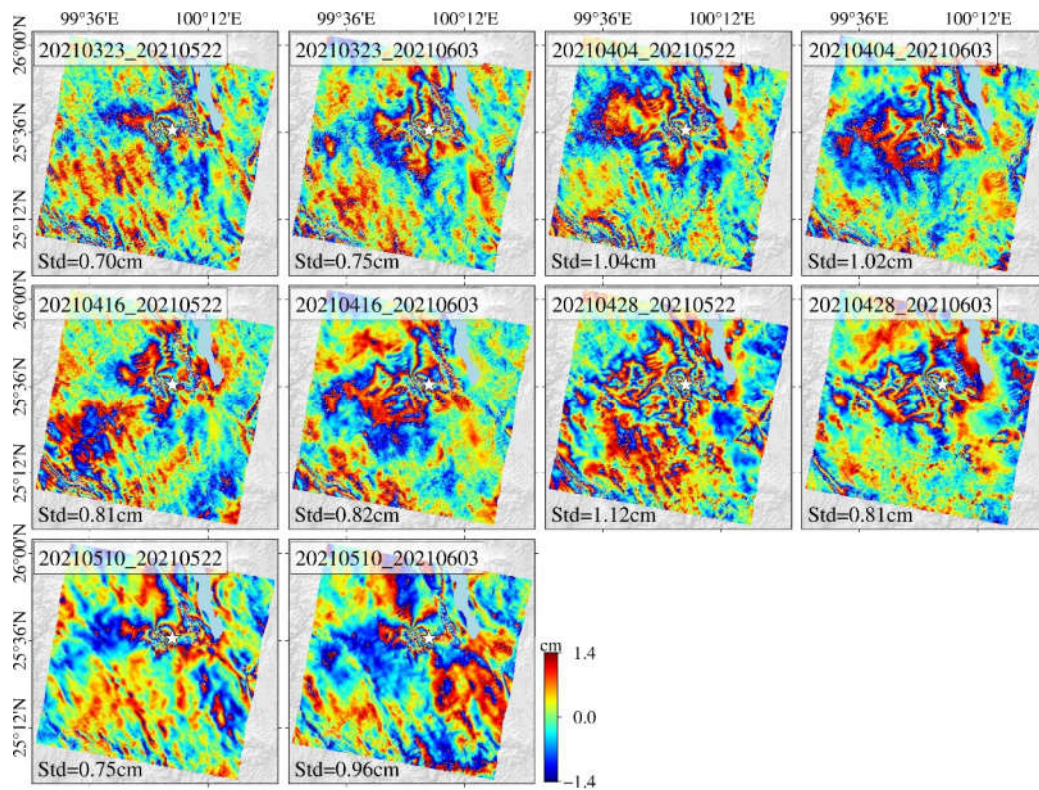 99°36′E 100°12′E 99°36′E 100°12′E 99°36′E 100°12′E 99°36′E 100°12′E
26°00′N
25°36′N
25°12′N
20210323_20210522
Std=0.70cm
20210323_20210603
Std=0.75cm
20210404_20210522
Std=1.04cm
20210404_20210603
Std=1.02cm
26°00′N
25°36′N
25°12′N
20210416_20210522
Std=0.81cm
20210416_20210603
Std=0.82cm
20210428_20210522
Std=1.12cm
20210428_20210603
Std=0.81cm
26°00′N
25°36′N
25°12′N
20210510_20210522
Std=0.75cm
20210510_20210603
Std=0.96cm
cm
1.4
0.0
−1.4